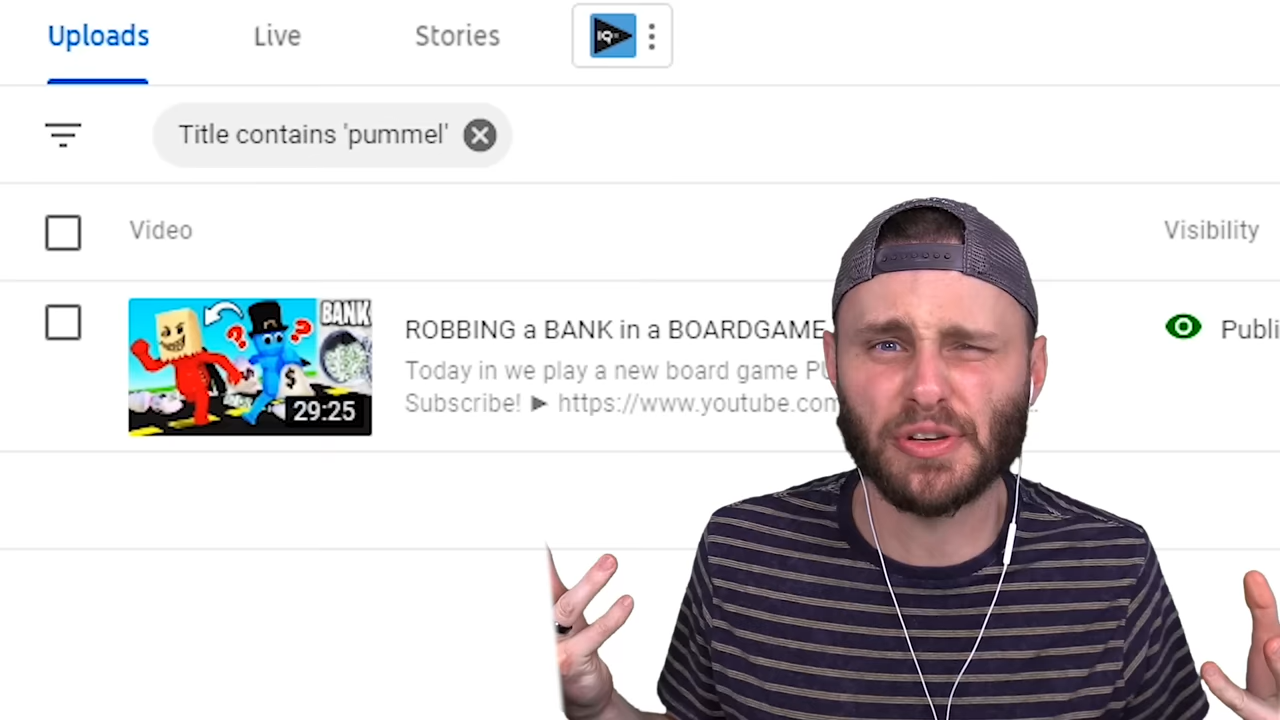 Uploads Live Stories IQ
Title contains 'pummel'
Video Visibility
BANK
$
29:25
ROBBING a BANK in a BOARDGAME
Today in we play a new board game
Subscribe! ► https://www.youtube.com
Publi